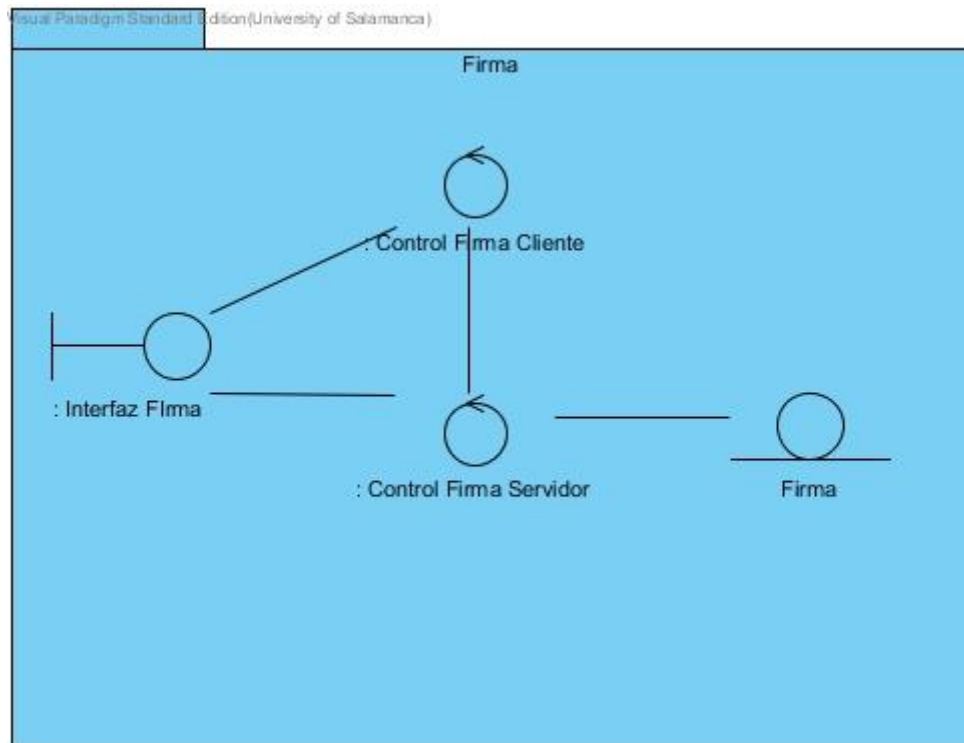 Visual Paradigm Standard Edition(University of Salamanca)
Firma
: Control Firma Cliente
: Interfaz FIrma
: Control Firma Servidor
Firma